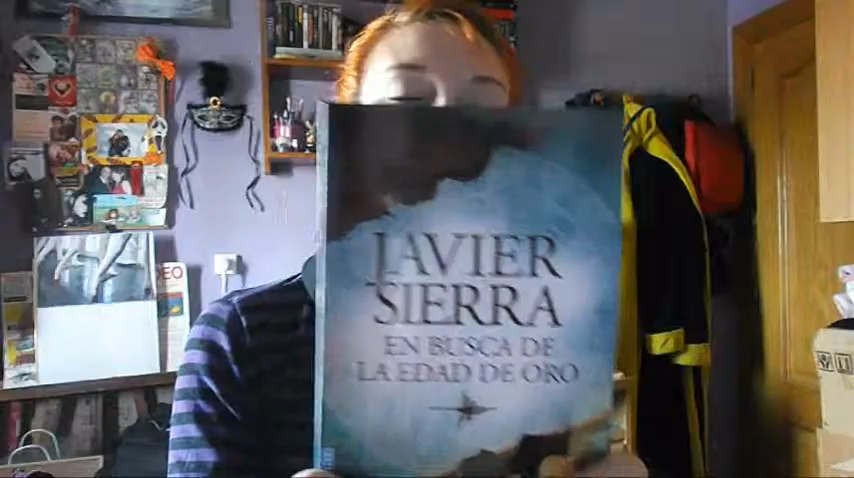 JAVIER
SIERRA
EN BUSCA DE
LA EDAD DE ORO